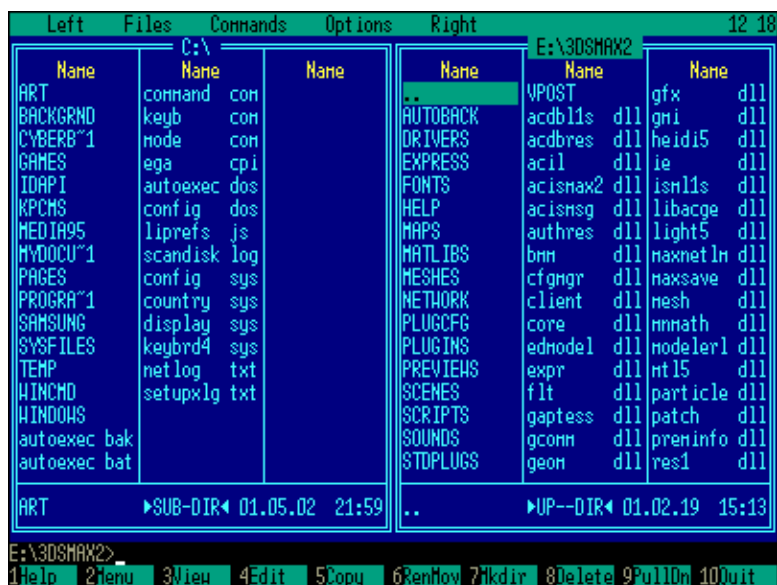 Left Files Commands Options Right 12 18
C:\ E:\3DSMAX2
Name Name Name Name Name Name
ART command com .. VPOST gfx dll
BACKGRND keyb com AUTOBACK acdbl1s dll gmi dll
CYBERB~1 mode com DRIVERS acdbres dll heidi5 dll
GAMES ega cpi EXPRESS acil dll ie dll
IDAPI autoexec dos FONTS acismax2 dll isml1s dll
KPCMS config dos HELP acismsg dll libacge dll
MEDIA95 liprefs js MAPS authres dll light5 dll
MYDOCU~1 scandisk log MATLIBS bmm dll maxnetlm dll
PAGES config sys MESHES cfgmgr dll maxsave dll
PROGRA~1 country sys NETWORK client dll mesh dll
SAMSUNG display sys PLUGCFG core dll mnmath dll
SYSFILES keybrd4 sys PLUGINS edmodel dll modelerl dll
TEMP netlog txt PREVIEWS expr dll mtl5 dll
WINCMD setupxlg txt SCENES flt dll particle dll
WINDOWS SCRIPTS gaptess dll patch dll
autoexec bak SOUNDS gcomm dll preminfo dll
autoexec bat STDPLUGS geom dll res1 dll
ART ►SUB-DIR◄ 01.05.02 21:59 .. ►UP--DIR◄ 01.02.19 15:13
E:\3DSMAX2>_
1Help 2Menu 3View 4Edit 5Copy 6RenMov 7Mkdir 8Delete 9PullDn 10Quit